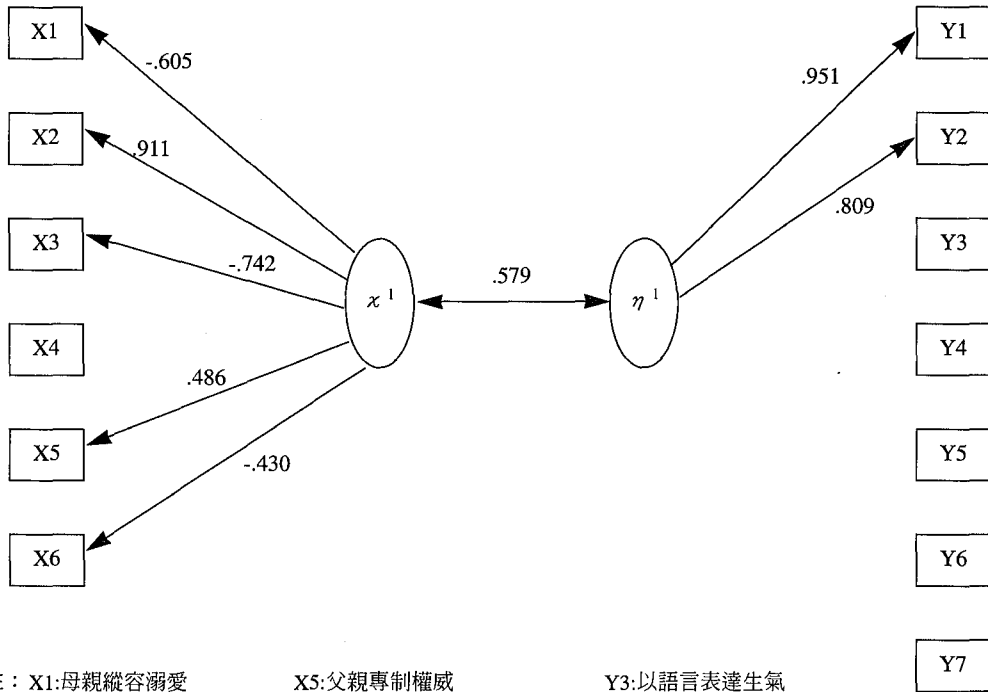 X1
Y1
-.605
.951
X2
Y2
.911
.809
X3
Y3
-.742
.579
χ 1
η 1
X4
Y4
.486
X5
Y5
-.430
X6
Y6
Y7
：X1:母親縱容溺愛 X5:父親專制權威 Y3:以語言表達生氣